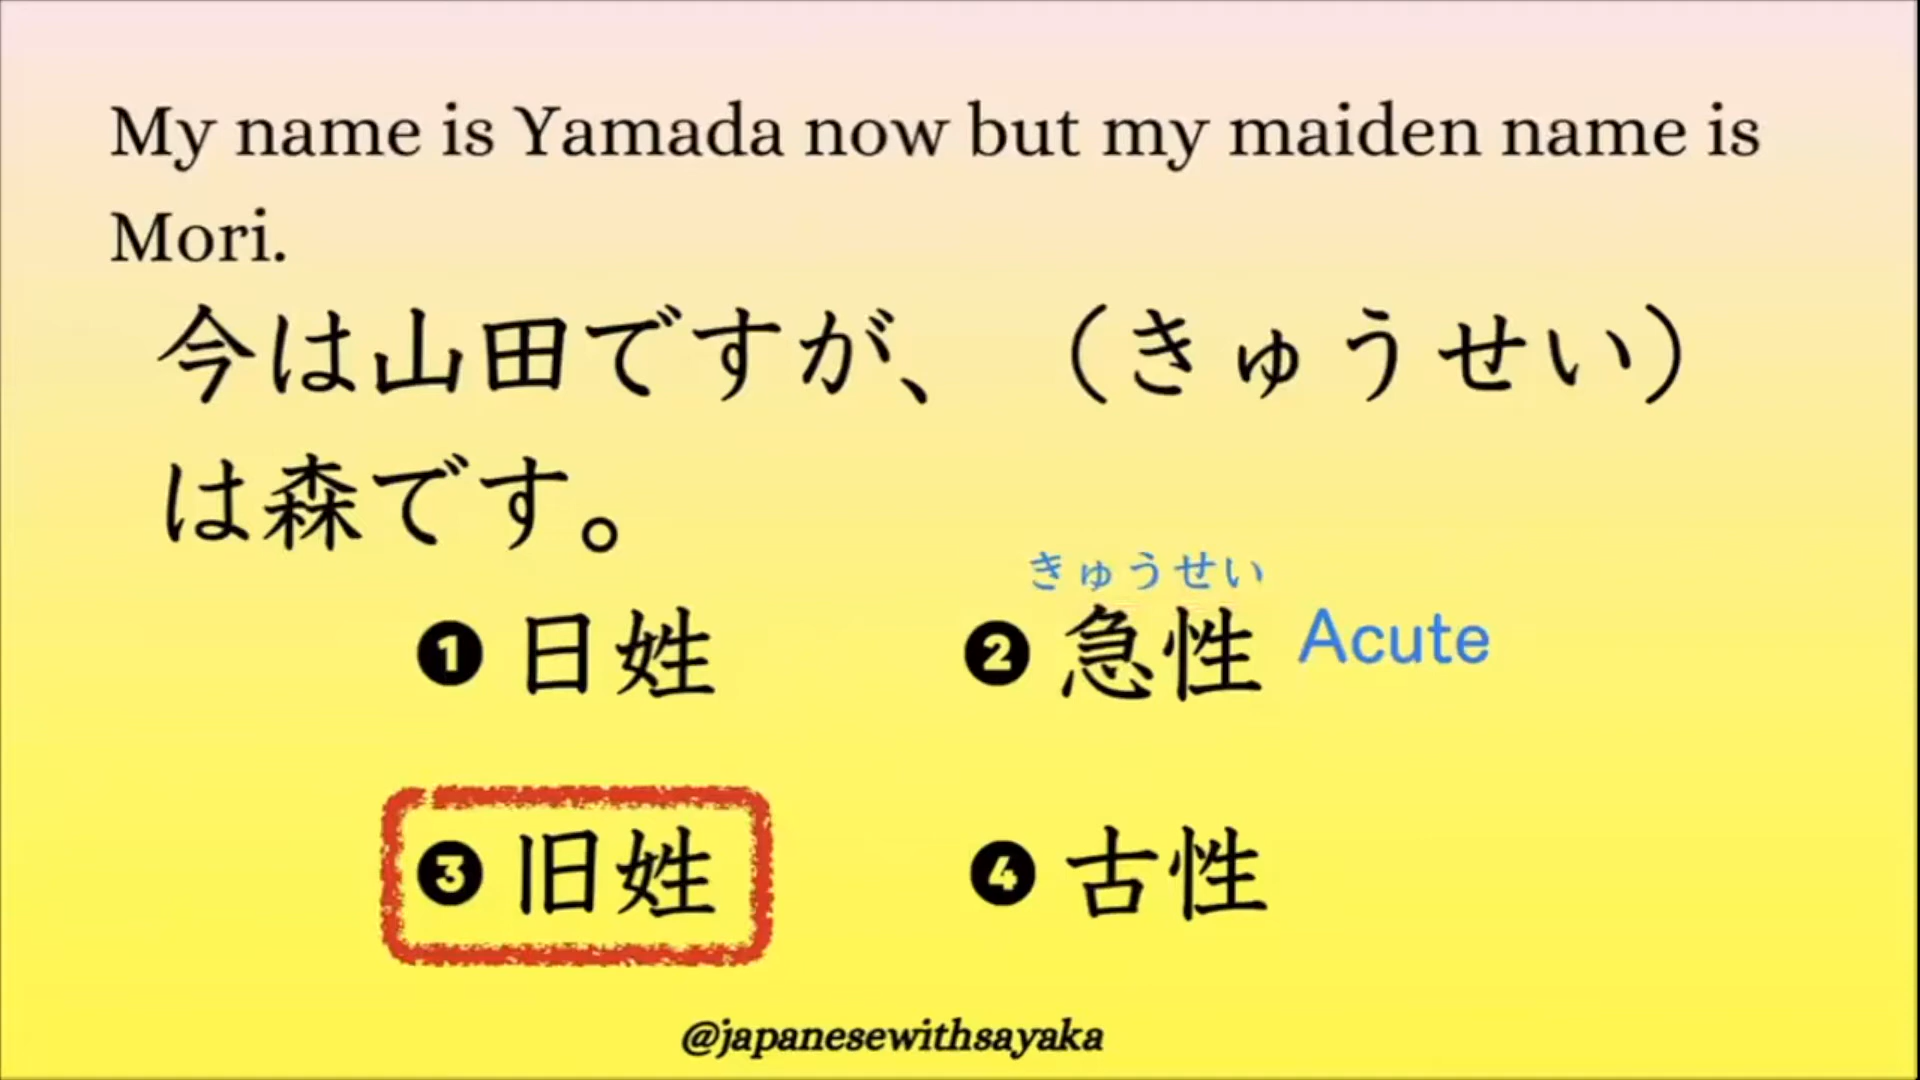 My name is Yamada now but my maiden name is
Mori.
今は山田ですが、（きゅうせい）
は森です。
❶ 日姓
きゅうせい
❷ 急性 Acute
❸ 旧姓
❹ 古性
@japanesewithsayaka